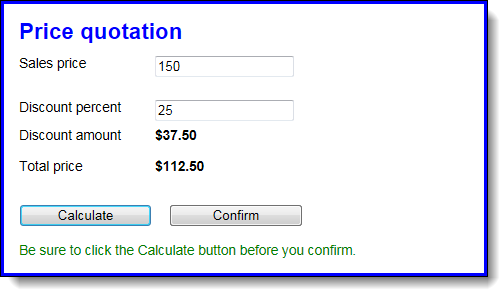 Price quotation
Sales price 150
Discount percent 25
Discount amount $37.50
Total price $112.50
Calculate Confirm
Be sure to click the Calculate button before you confirm.